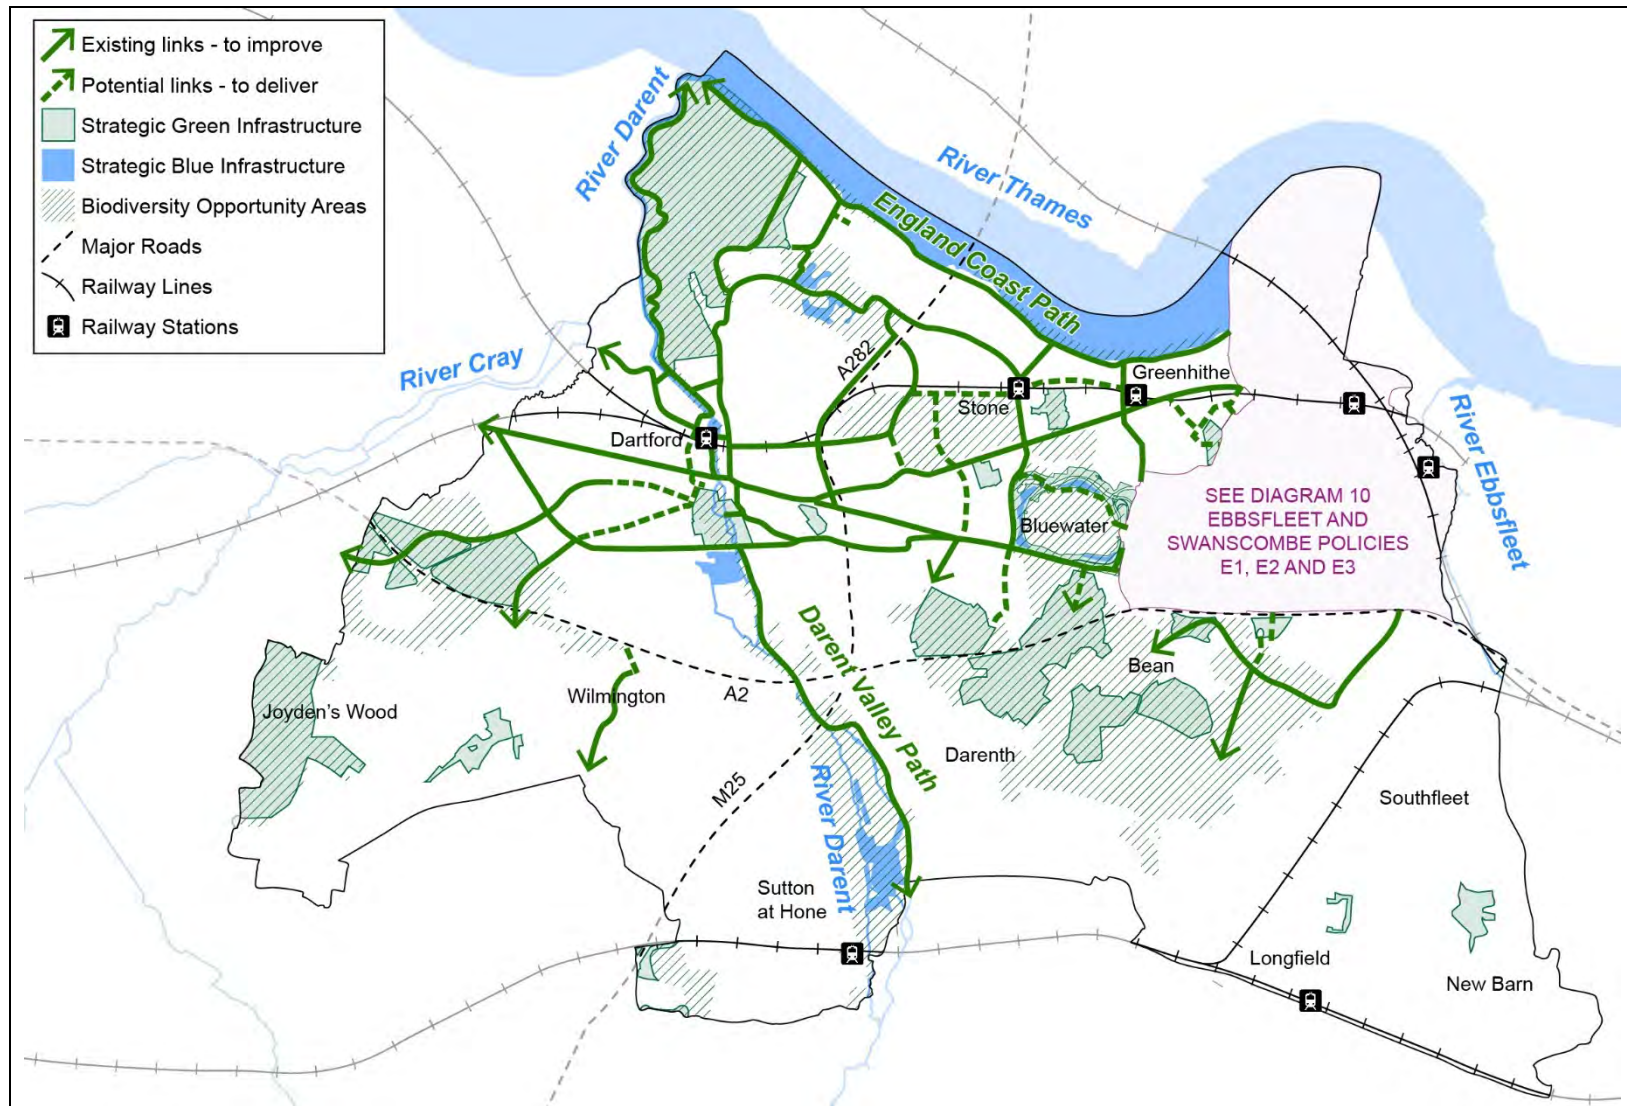 Existing links - to improve
Potential links - to deliver
Strategic Green Infrastructure
Strategic Blue Infrastructure
Biodiversity Opportunity Areas
Major Roads
Railway Lines
Railway Stations
River Darent
River Thames
England Coast Path
River Cray
A282
Greenhithe
Stone
Dartford
River Ebbsfleet
Bluewater
SEE DIAGRAM 10
EBBSFLEET AND
SWANSCOMBE POLICIES
E1, E2 AND E3
Darent Valley Path
Bean
Wilmington
A2
Joyden's Wood
Darenth
M25
River Darent
Southfleet
Sutton
at Hone
Longfield
New Barn